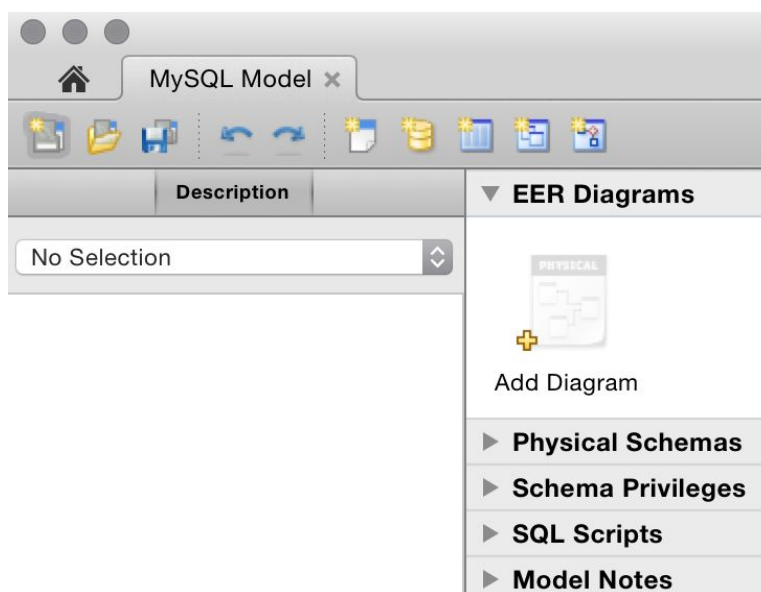 MySQL Model
Description
No Selection
EER Diagrams
PHYSICAL
Add Diagram
Physical Schemas
Schema Privileges
SQL Scripts
Model Notes